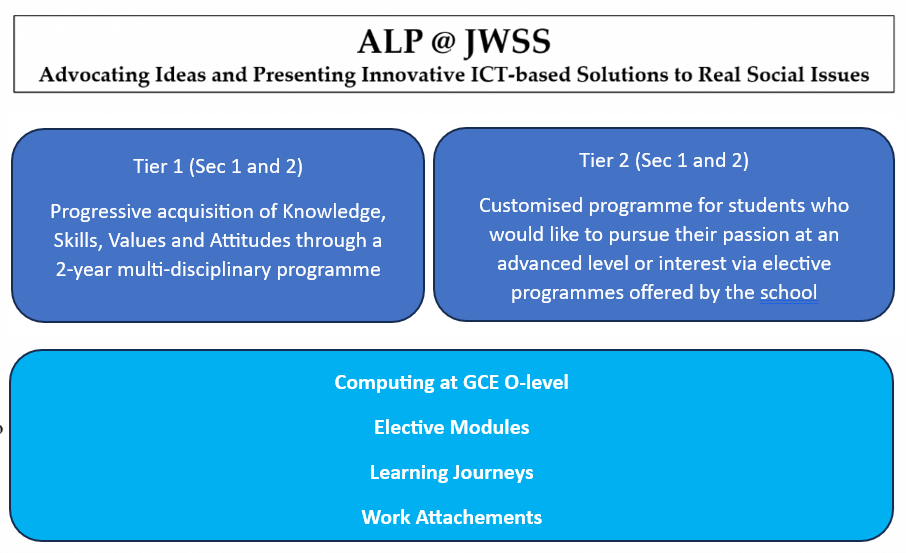 ALP @ JWSS
Advocating Ideas and Presenting Innovative ICT-based Solutions to Real Social Issues
Tier 1 (Sec 1 and 2)
Progressive acquisition of Knowledge,
Skills, Values and Attitudes through a
2-year multi-disciplinary programme
Tier 2 (Sec 1 and 2)
Customised programme for students who
would like to pursue their passion at an
advanced level or interest via elective
programmes offered by the school
Computing at GCE O-level
Elective Modules
Learning Journeys
Work Attachements